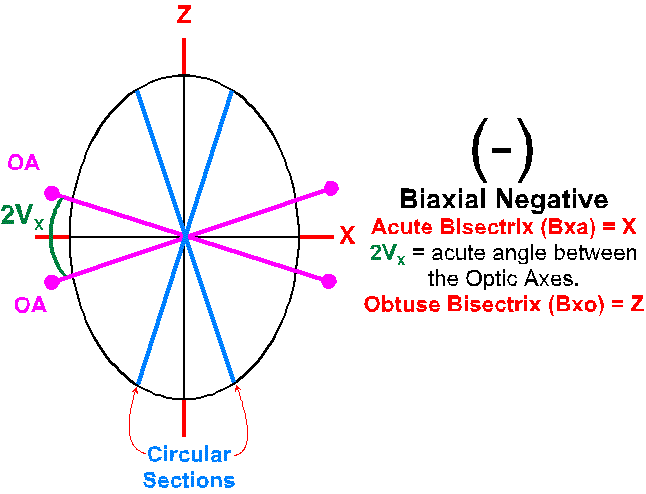 Z
OA
2Vx
X
OA
Circular
Sections
(-)
Biaxial Negative
Acute Bisectrix (Bxa) = X
2Vx = acute angle between
the Optic Axes.
Obtuse Bisectrix (Bxo) = Z